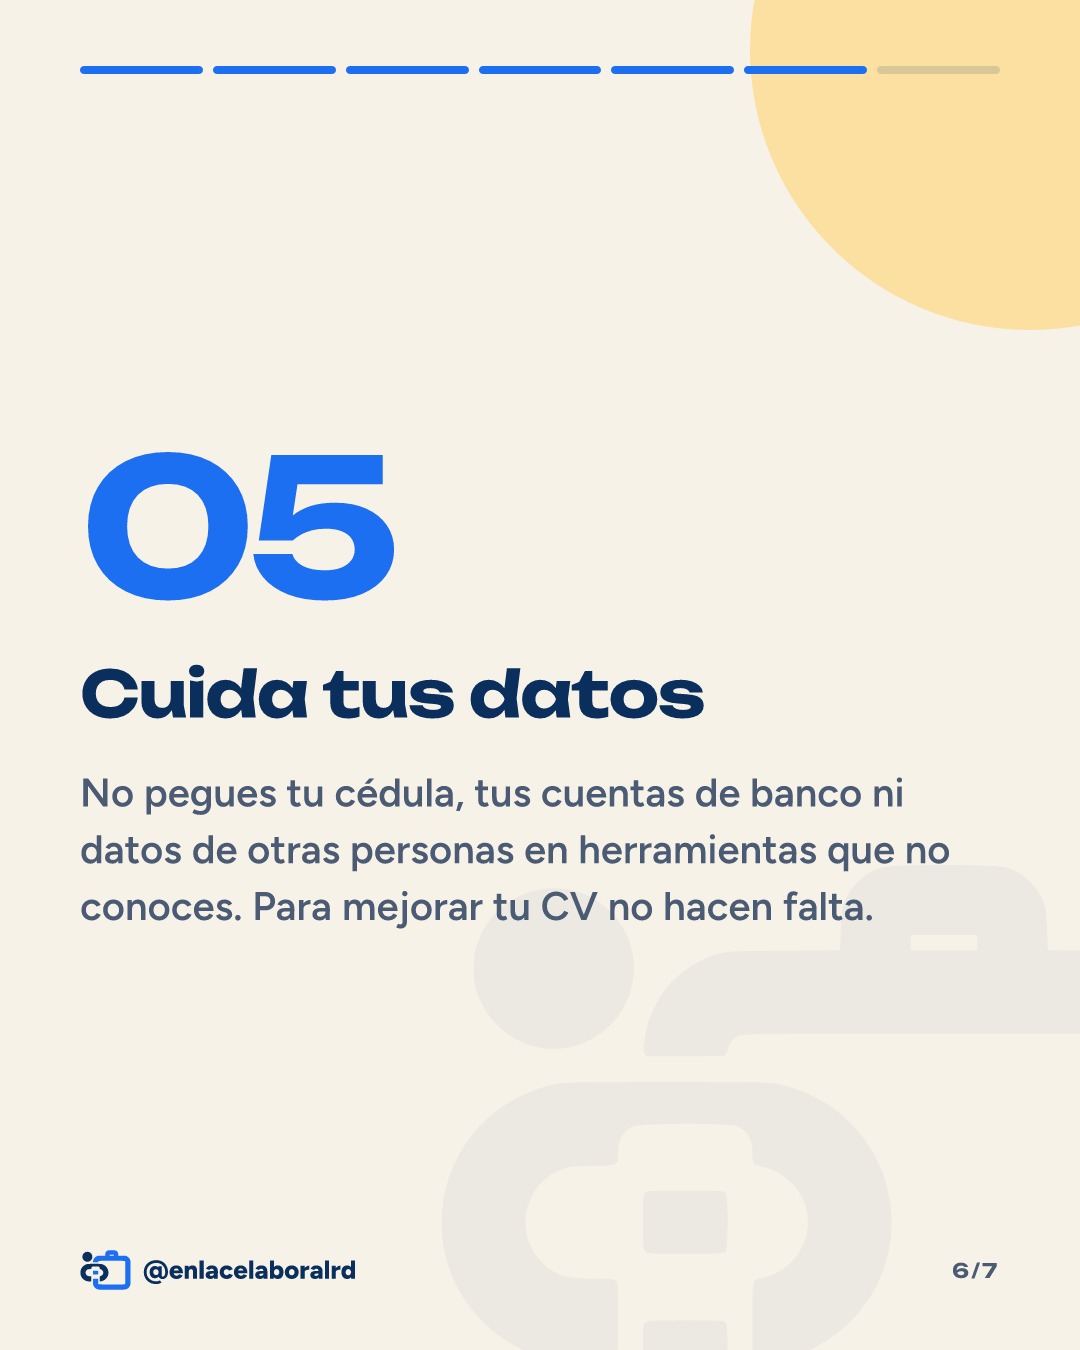 05
Cuida tus datos
No pegues tu cédula, tus cuentas de banco ni
datos de otras personas en herramientas que no
conoces. Para mejorar tu CV no hacen falta.
@enlacelaboralrd
6/7